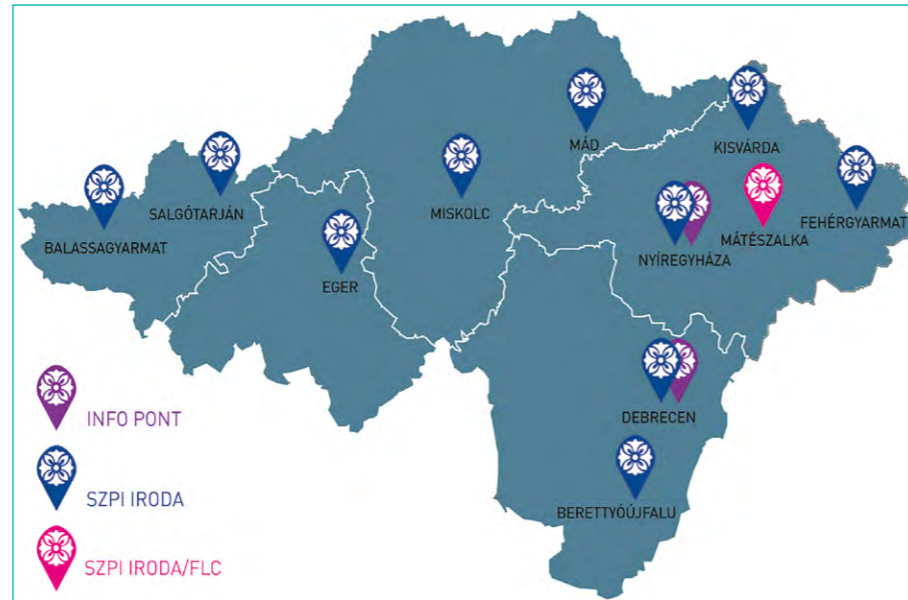 MÁD
KISVÁRDA
SALGÓTARJÁN
MISKOLC
BALASSAGYARMAT
MÁTÉSZALKA
FEHÉRGYARMAT
NYÍREGYHÁZA
EGER
INFO PONT
DEBRECEN
SZPI IRODA
BERETTYÓÚJFALU
SZPI IRODA/FLC